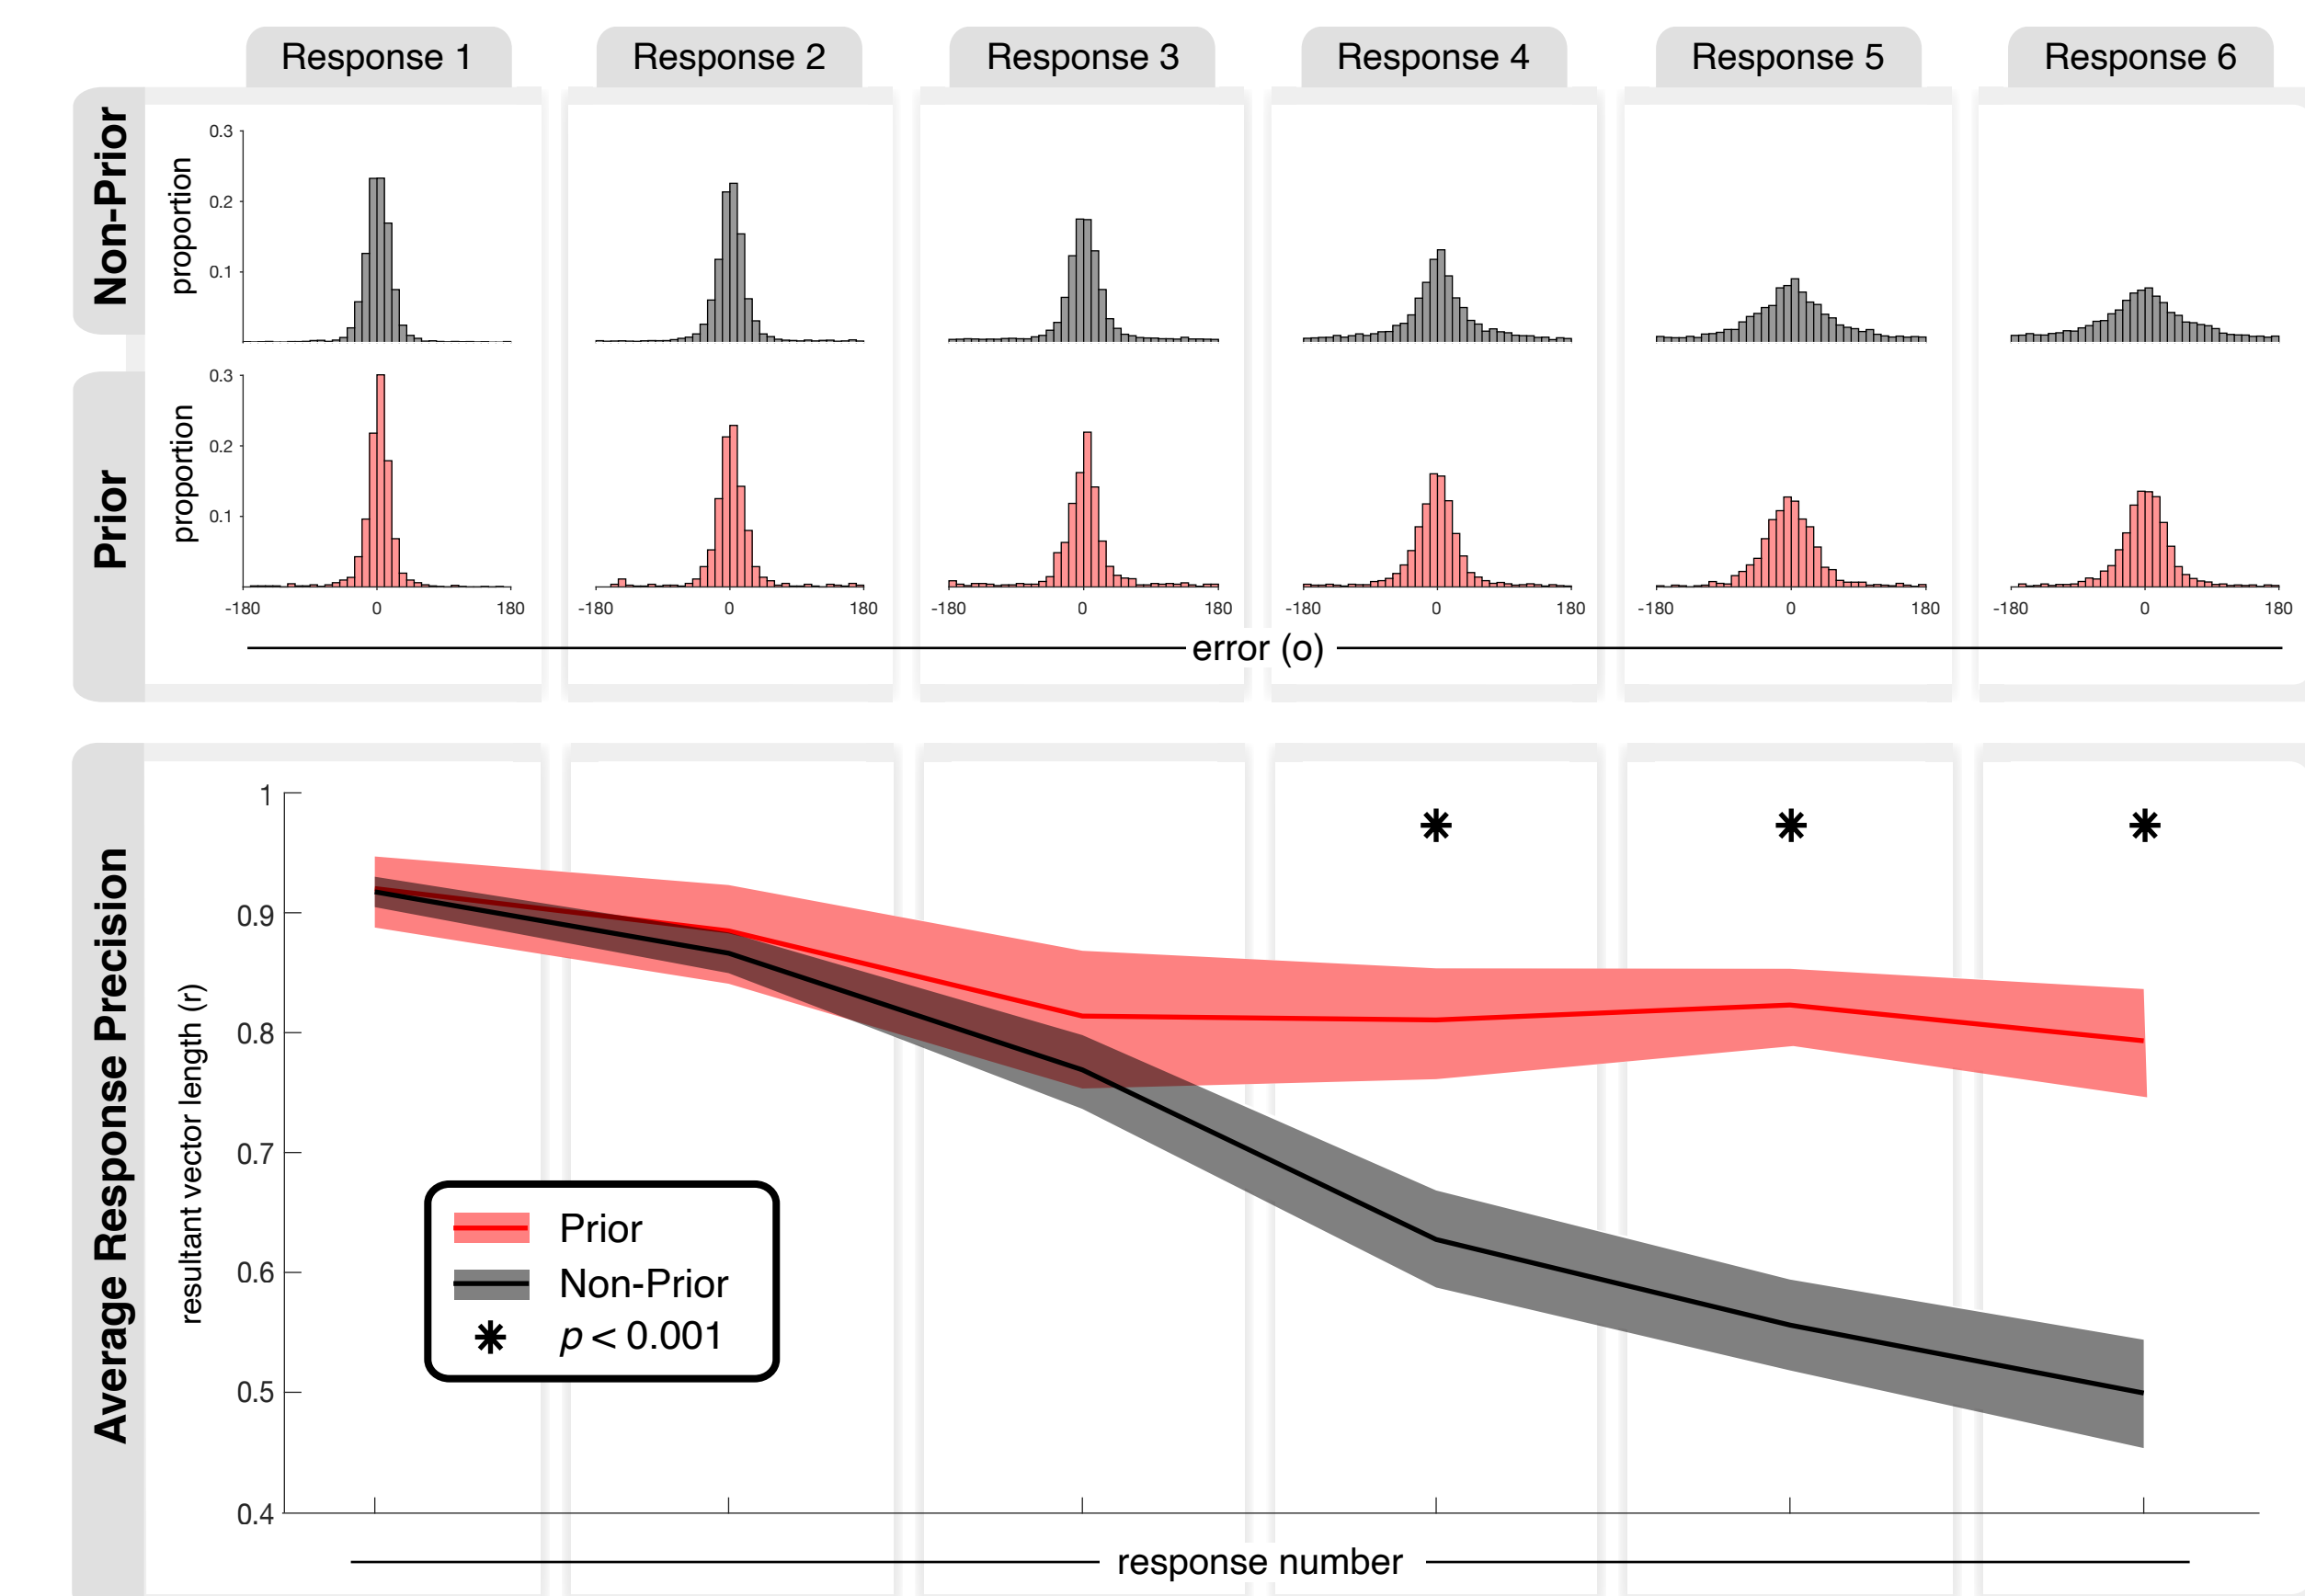 Response 1
Response 2
Response 3
Response 4
Response 5
Response 6
Non-Prior
proportion
0.3
0.2
0.1
Prior
proportion
0.3
0.2
0.1
-180 0 180
-180 0 180
-180 0 180
-180 0 180
-180 0 180
-180 0 180
error (o)
Average Response Precision
resultant vector length (r)
1
0.9
0.8
0.7
0.6
0.5
0.4
Prior
Non-Prior
p < 0.001
response number